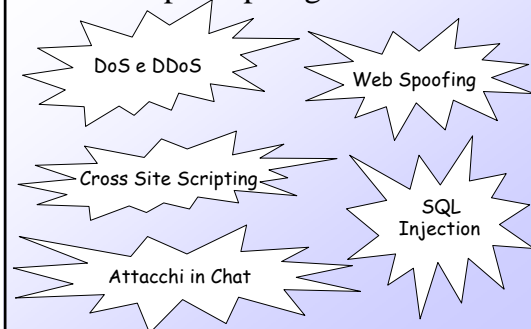 DoS e DDoS
Web Spoofing
Cross Site Scripting
SQL
Injection
Attacchi in Chat